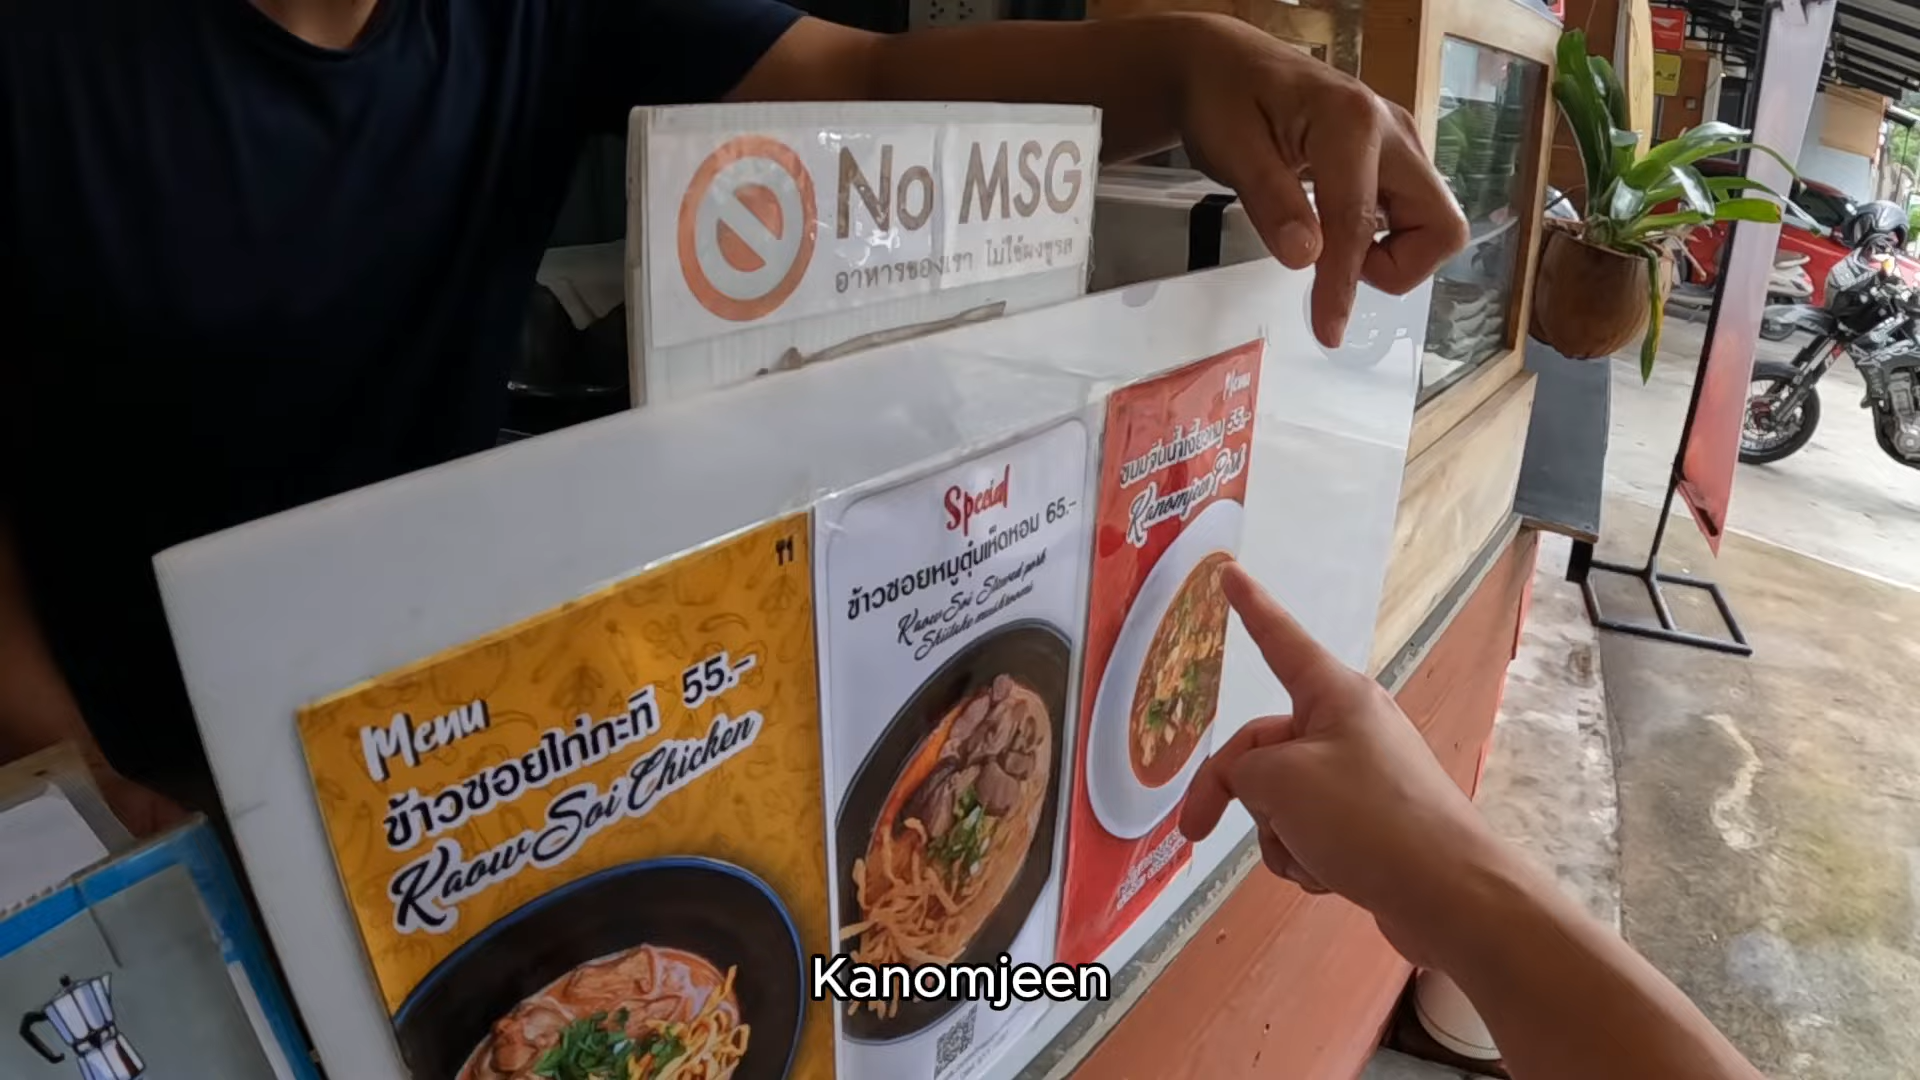 No MSG
อาหารของเรา ไม่ใช้ผงชูรส
Menu
ข้าวซอยไก่กะทิ 55.-
Kaow Soi Chicken
Special
ข้าวซอยหมูตุ๋นเห็ดหอม 65.-
Kaow Soi Stewed pork
Shiitake mushrooms
Menu
ขนมจีนน้ำเงี้ยวหมู 55.-
Kanomjeen Pork
Kanomjeen